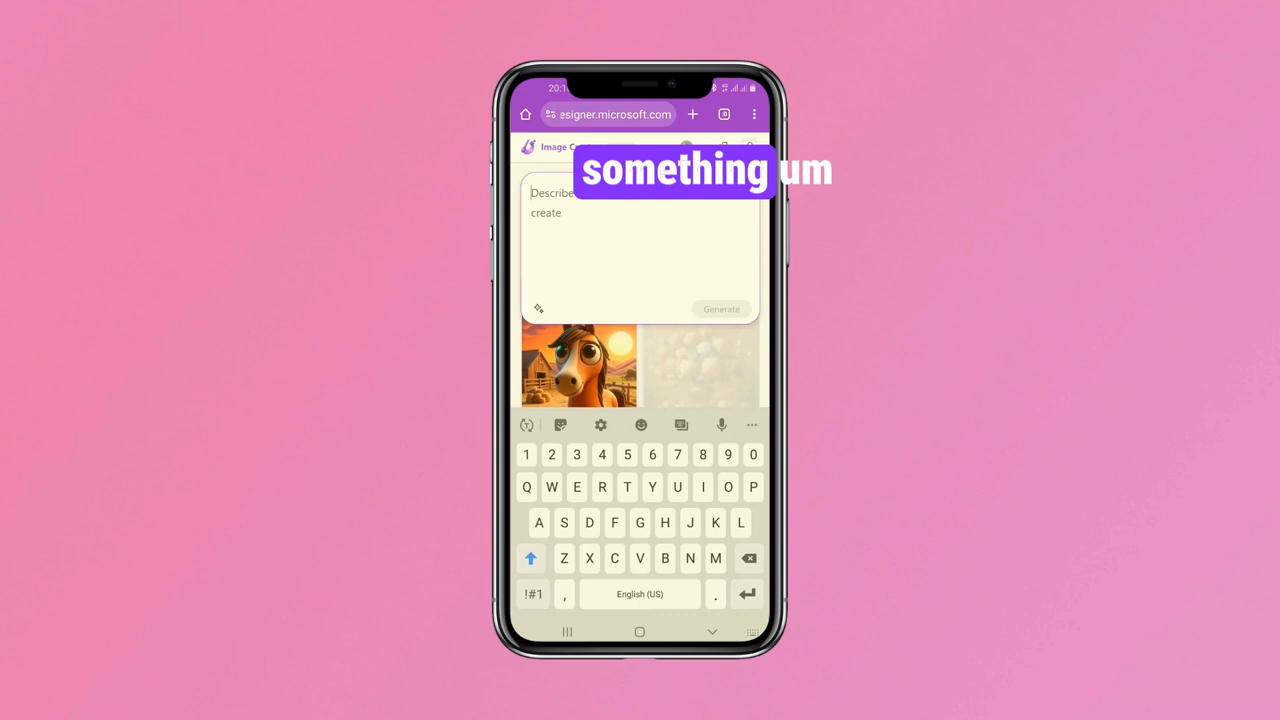 20:1
esigner.microsoft.com
:D
Image C
something um
Describe
create
Generate
1 2 3 4 5 6 7 8 9 0
Q W E R T Y U I O P
A S D F G H J K L
Z X C V B N M
!#1 , English (US) .